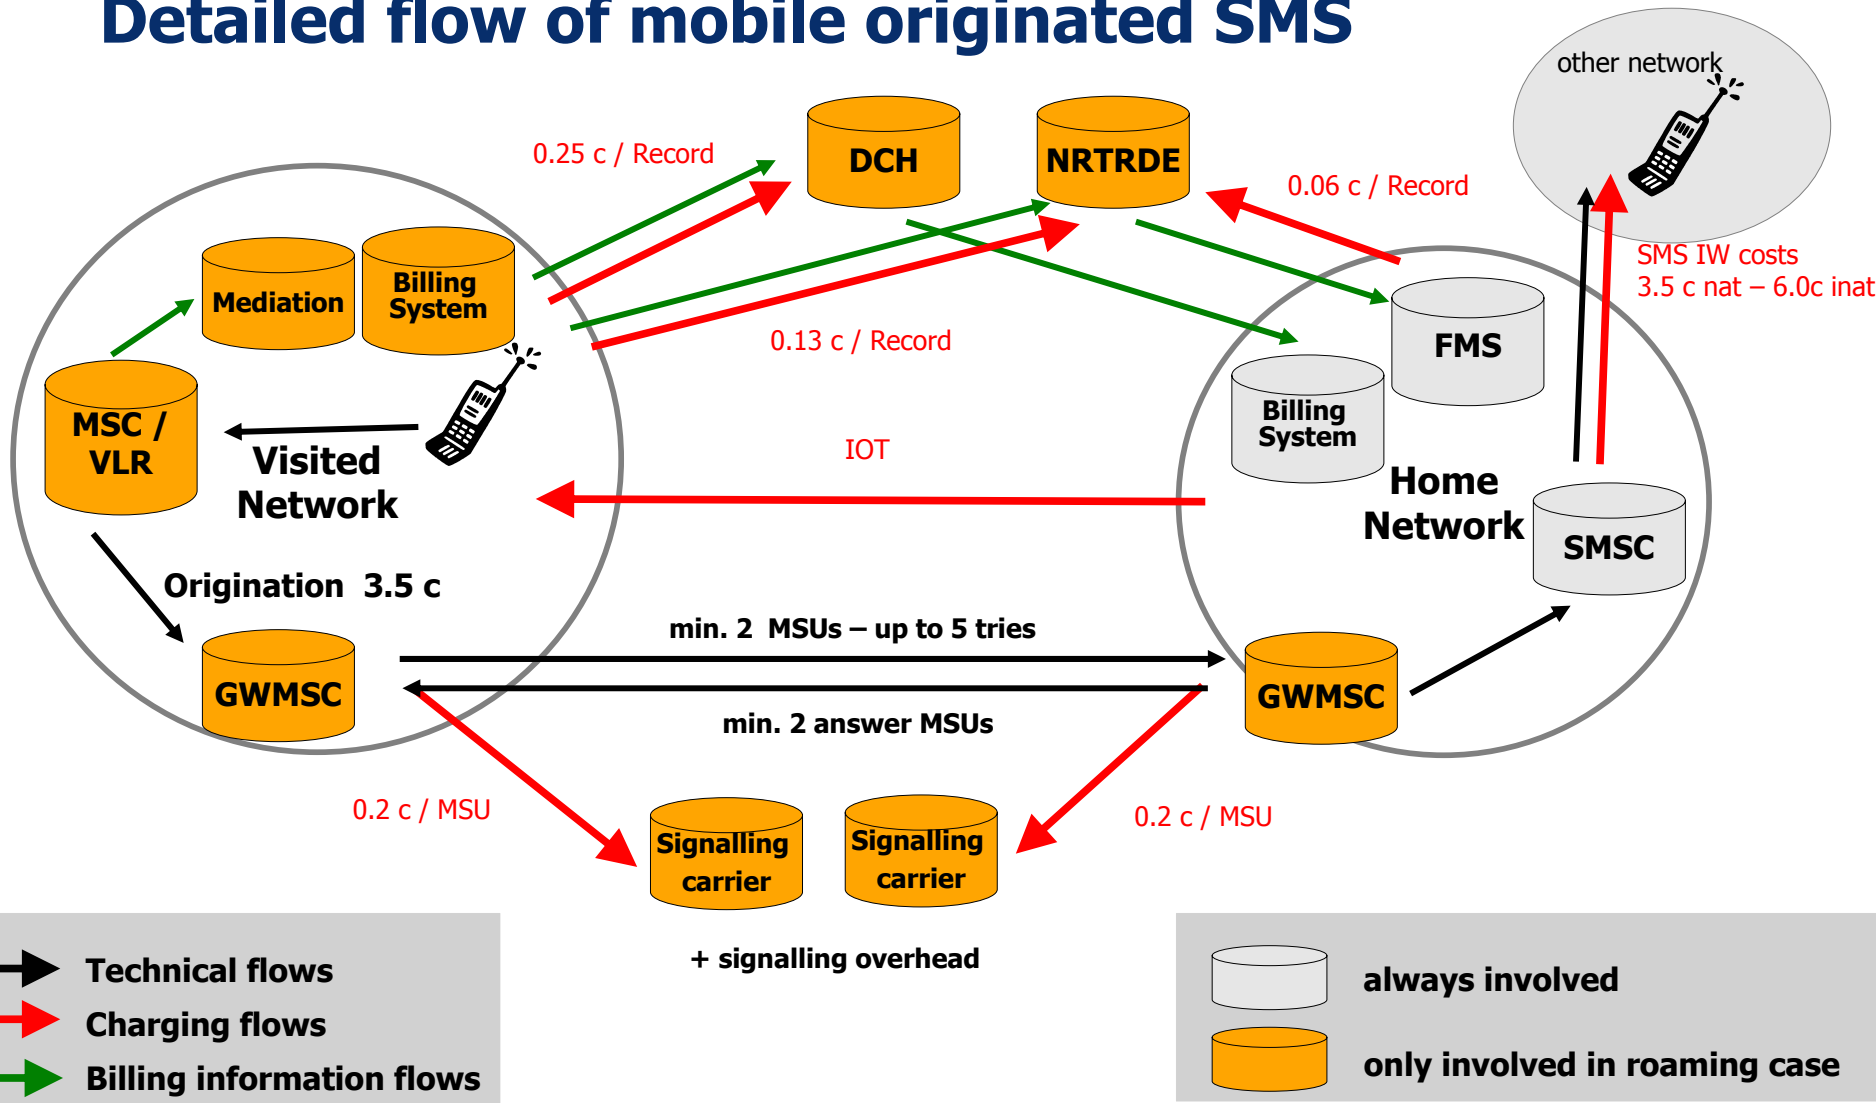 Detailed flow of mobile originated SMS
other network
0.25 c / Record
DCH
NRTRDE
0.06 c / Record
SMS IW costs
3.5 c nat – 6.0c inat
Mediation
Billing
System
0.13 c / Record
FMS
MSC /
VLR
Visited
Network
IOT
Billing
System
Home
Network
SMSC
Origination 3.5 c
min. 2 MSUs – up to 5 tries
GWMSC
GWMSC
min. 2 answer MSUs
0.2 c / MSU
0.2 c / MSU
Signalling
carrier
Signalling
carrier
+ signalling overhead
Technical flows
Charging flows
Billing information flows
always involved
only involved in roaming case